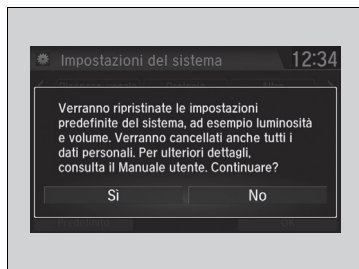 Impostazioni del sistema
12:34
Verranno ripristinate le impostazioni
predefinite del sistema, ad esempio luminosità
e volume. Verranno cancellati anche tutti i
dati personali. Per ulteriori dettagli,
consulta il Manuale utente. Continuare?
Sì
No
Predefinito